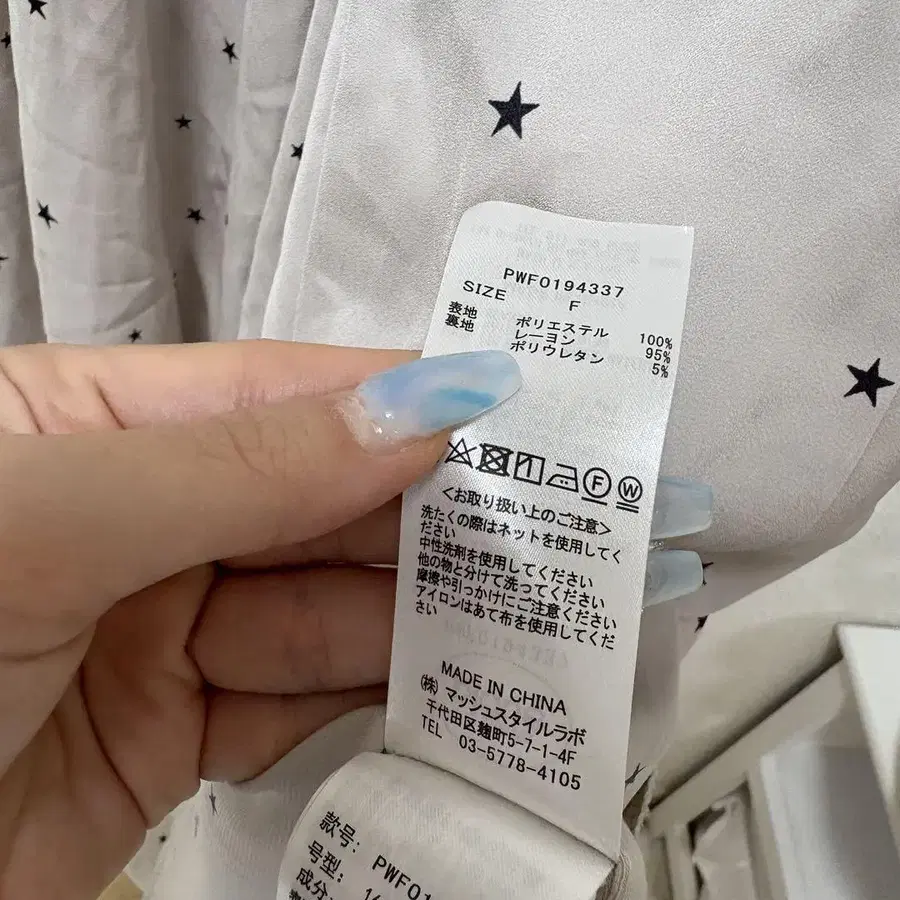 PWFO194337
SIZE F
表地 ポリエステル 100%
裏地 レーヨン 95%
ポリウレタン 5%
F W
<お取り扱い上のご注意>
洗たくの際はネットを使用してく
ださい
中性洗剤を使用してください
他の物と分けて洗ってください
摩擦や引っかけにご注意ください
アイロンはあて布を使用してくだ
さい
MADE IN CHINA
(株) マッシュスタイルラボ
千代田区麹町5-7-1-4F
TEL 03-5778-4105
款号: PWFO1
号型:
成分